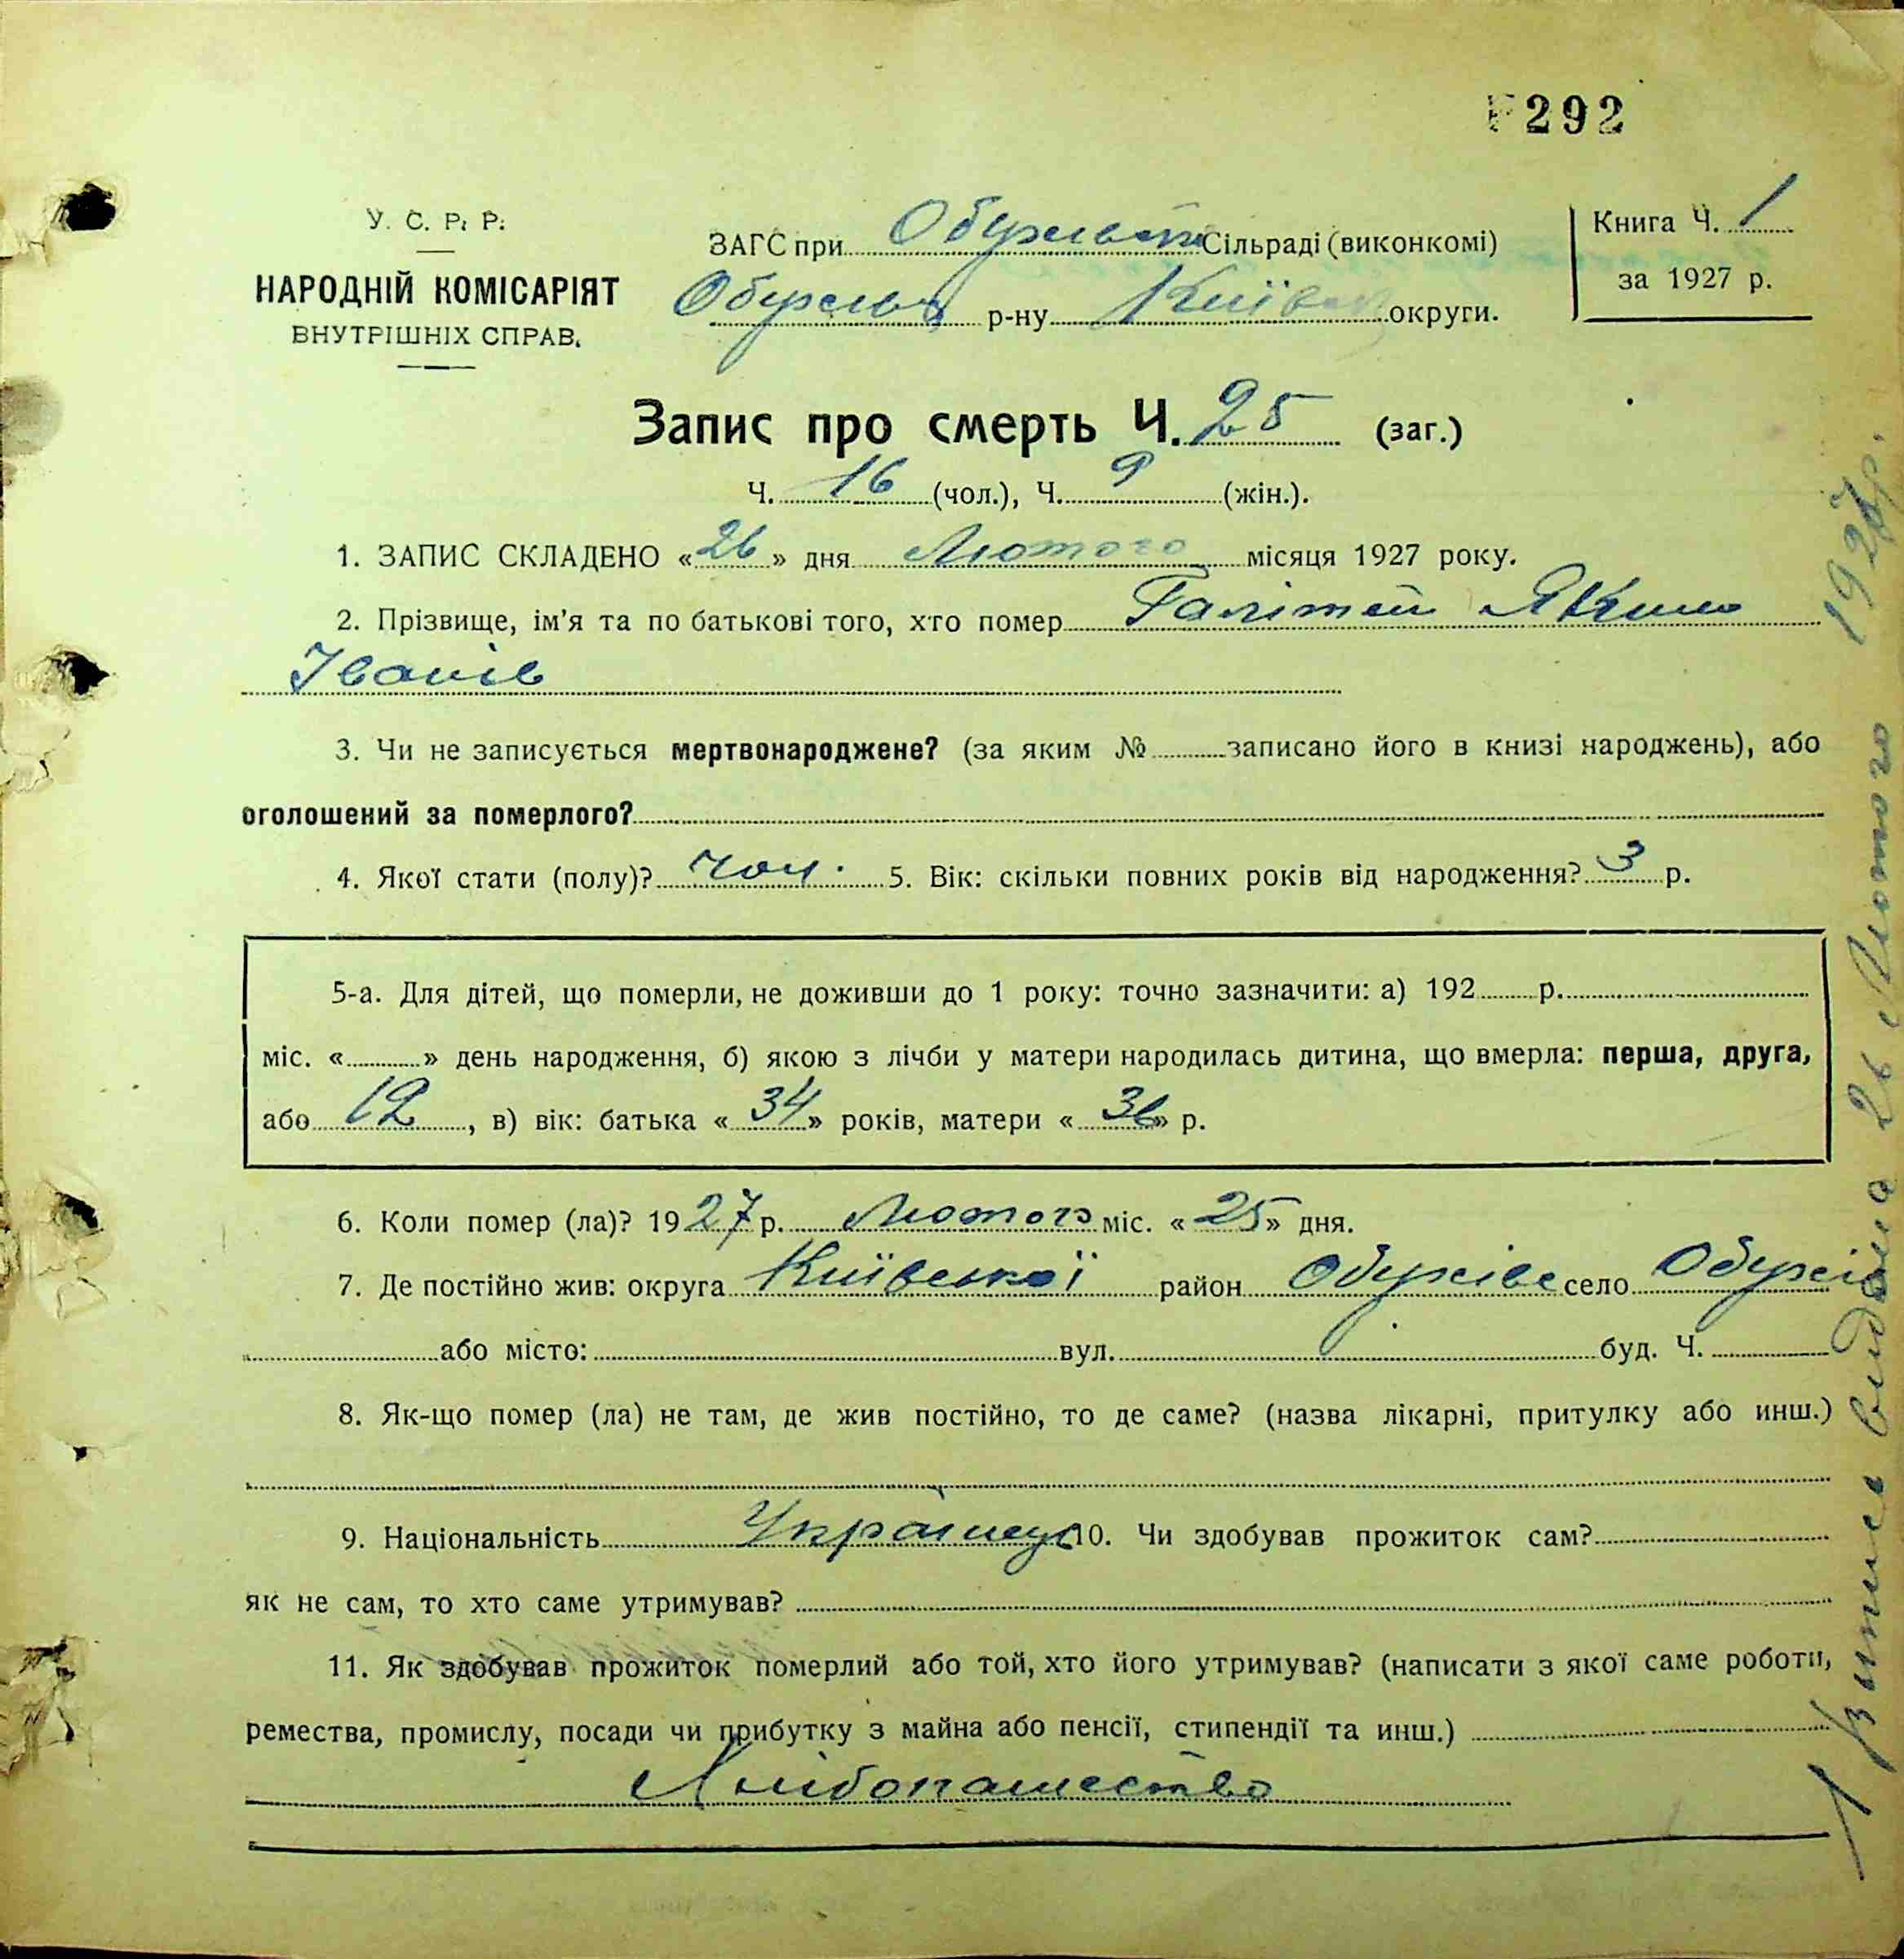 292
У. С. Р. Р.
НАРОДНІЙ КОМІСАРІЯТ
ВНУТРІШНІХ СПРАВ.
ЗАГС при Сільраді (виконкомі)
р-ну Київ округи.
Книга Ч. 1
за 1927 р.
Запис про смерть Ч. 25 (заг.)
Ч. 16 (чол.), Ч. 9 (жін.).
1. ЗАПИС СКЛАДЕНО «26» дня Лютого місяця 1927 року.
2. Прізвище, ім'я та по батькові того, хто помер Яким
Іванів
3. Чи не записується мертвонароджене? (за яким № записано його в книзі народжень), або
оголошений за померлого?
4. Якої стати (полу)? чол. 5. Вік: скільки повних років від народження? 3 р.
5-а. Для дітей, що померли, не доживши до 1 року: точно зазначити: а) 192 р.
міс. « » день народження, б) якою з лічби у матери народилась дитина, що вмерла: перша, друга,
або 12, в) вік: батька «34» років, матери «36» р.
6. Коли помер (ла)? 1927 р. Лютого міс. «25» дня.
7. Де постійно жив: округа Київської район Обухівс село Обухів
або місто: вул. буд. Ч.
8. Як-що помер (ла) не там, де жив постійно, то де саме? (назва лікарні, притулку або инш.)
9. Національність Українец 10. Чи здобував прожиток сам?
як не сам, то хто саме утримував?
11. Як здобував прожиток померлий або той, хто його утримував? (написати з якої саме роботи,
ремества, промислу, посади чи прибутку з майна або пенсії, стипендії та инш.)
Хлібопашество
видана 26 Лютого 1927 р.